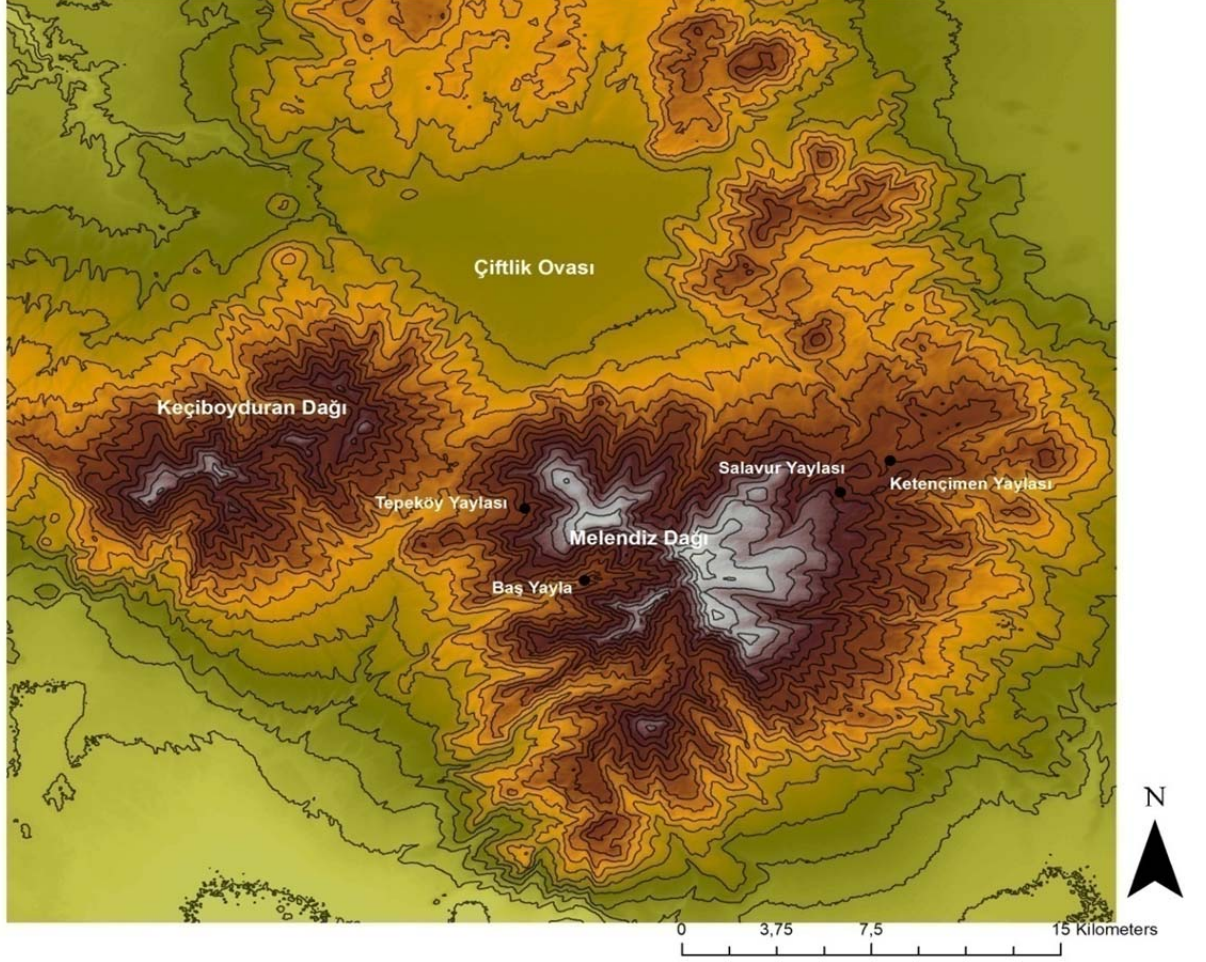 Çiftlik Ovası
Keçiboyduran Dağı
Salavur Yaylası
Ketençimen Yaylası
Tepeköy Yaylası
Melendiz Dağı
Baş Yayla
N
0 3,75 7,5 15 Kilometers